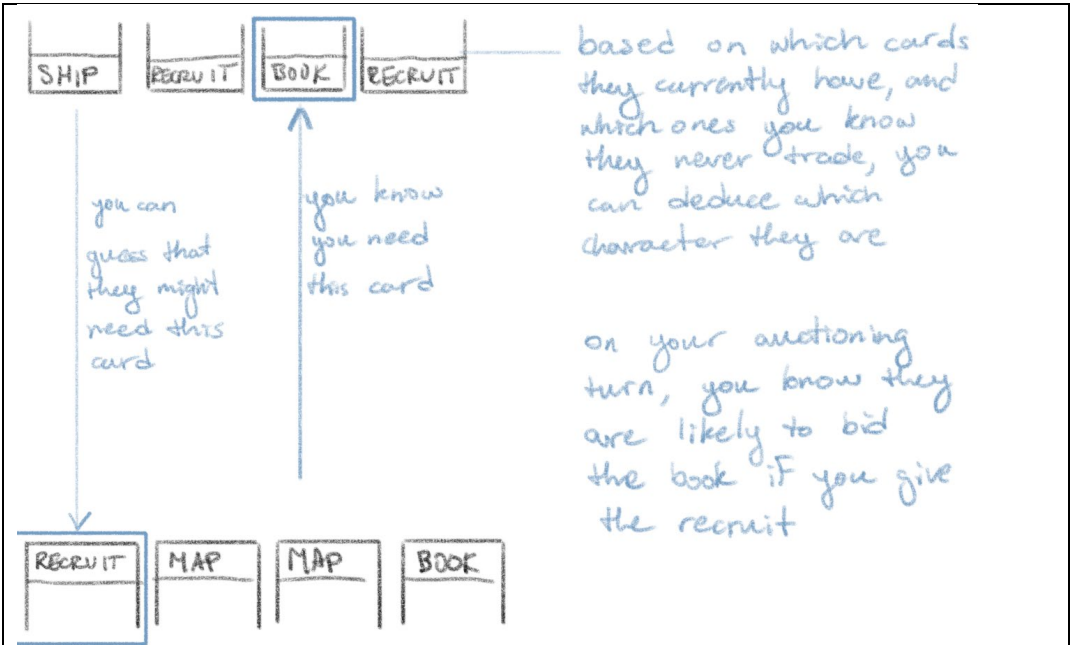 SHIP RECRUIT BOOK RECRUIT
based on which cards
they currently have, and
which ones you know
they never trade, you
can deduce which
character they are
you can
guess that
they might
need this
card
you know
you need
this card
on your auctioning
turn, you know they
are likely to bid
the book if you give
the recruit
RECRUIT MAP MAP BOOK